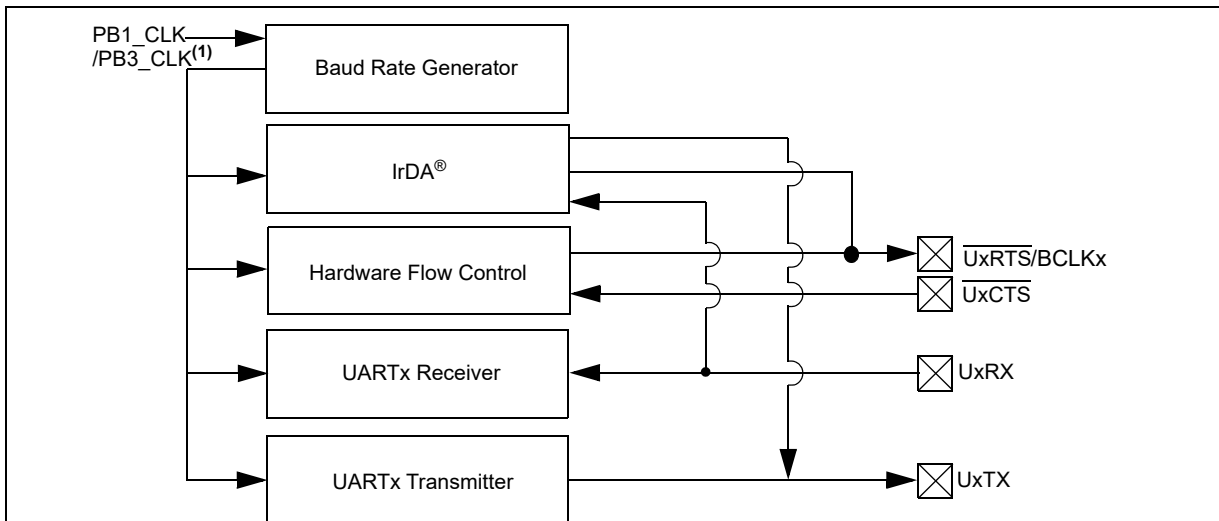 PB1_CLK
/PB3_CLK(1)
Baud Rate Generator
IrDA®
Hardware Flow Control
UxRTS/BCLKx
UxCTS
UARTx Receiver
UxRX
UARTx Transmitter
UxTX